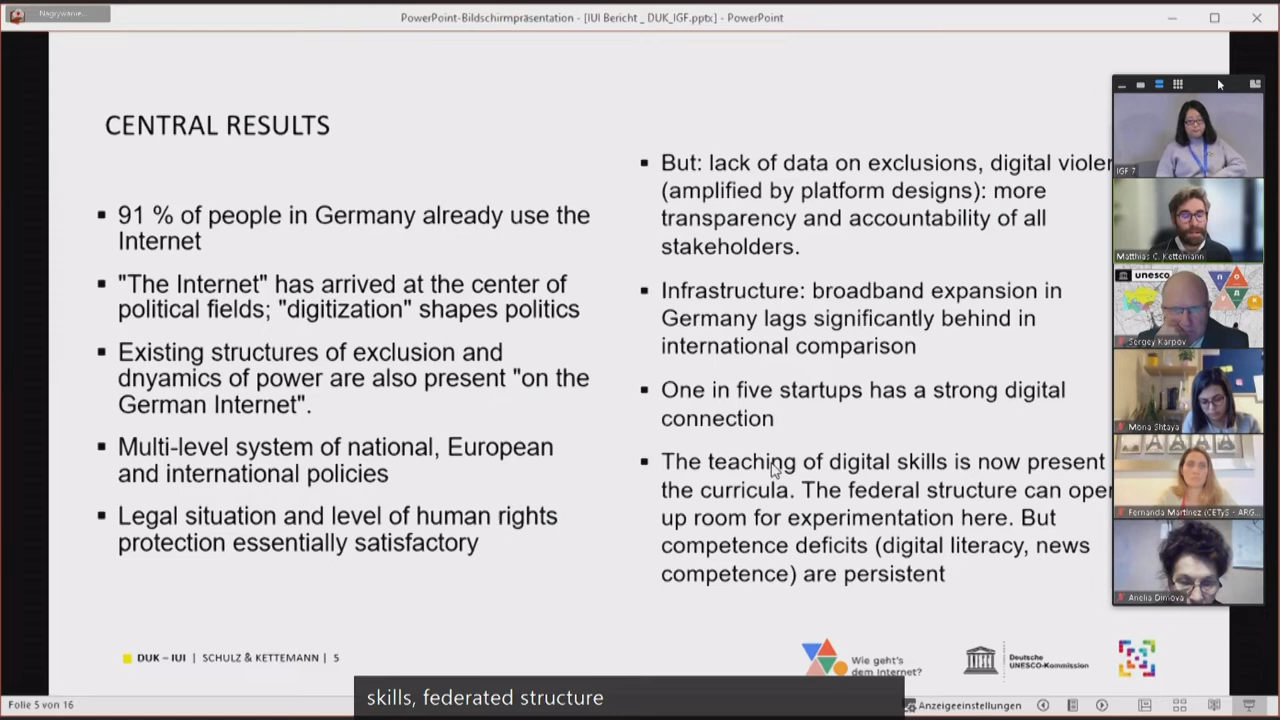 Nagrywanie...
PowerPoint-Bildschirmpräsentation - [IUI Bericht _ DUK_IGF.pptx] - PowerPoint
CENTRAL RESULTS
▪ 91 % of people in Germany already use the
Internet
▪ "The Internet" has arrived at the center of
political fields; "digitization" shapes politics
▪ Existing structures of exclusion and
dnyamics of power are also present "on the
German Internet".
▪ Multi-level system of national, European
and international policies
▪ Legal situation and level of human rights
protection essentially satisfactory
▪ But: lack of data on exclusions, digital violen
(amplified by platform designs): more
transparency and accountability of all
stakeholders.
▪ Infrastructure: broadband expansion in
Germany lags significantly behind in
international comparison
▪ One in five startups has a strong digital
connection
▪ The teaching of digital skills is now present
the curricula. The federal structure can open
up room for experimentation here. But
competence deficits (digital literacy, news
competence) are persistent
IGF 7
Matthias C. Kettemann
unesco
Sergey Karpov
Mona Shtaya
Fernanda Martinez (CETyS - ARG...
Anelia Dimova
DUK – IUI | SCHULZ & KETTEMANN | 5
Wie geht's
dem Internet?
Deutsche
UNESCO-Kommission
skills, federated structure
Folie 5 von 16
Anzeigeeinstellungen